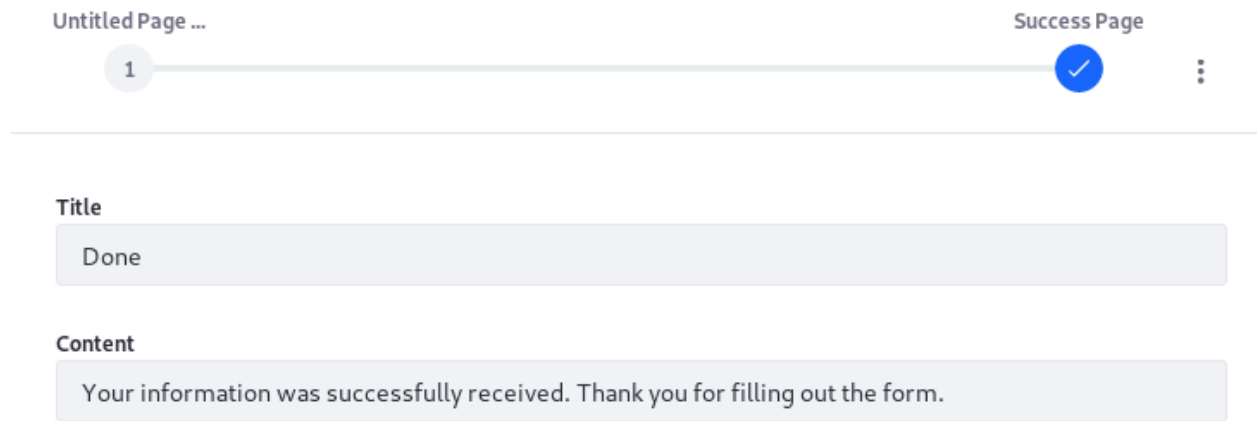 Untitled Page ...
Success Page
1
Title
Done
Content
Your information was successfully received. Thank you for filling out the form.